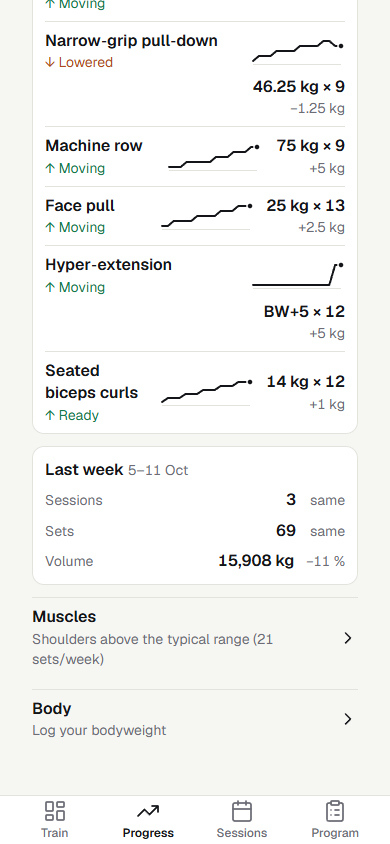 ↑ Moving
Narrow-grip pull-down
↓ Lowered
46.25 kg × 9
−1.25 kg
Machine row
↑ Moving
75 kg × 9
+5 kg
Face pull
↑ Moving
25 kg × 13
+2.5 kg
Hyper-extension
↑ Moving
BW+5 × 12
+5 kg
Seated
biceps curls
↑ Ready
14 kg × 12
+1 kg
Last week 5–11 Oct
Sessions 3 same
Sets 69 same
Volume 15,908 kg −11 %
Muscles
Shoulders above the typical range (21
sets/week)
Body
Log your bodyweight
Train Progress Sessions Program